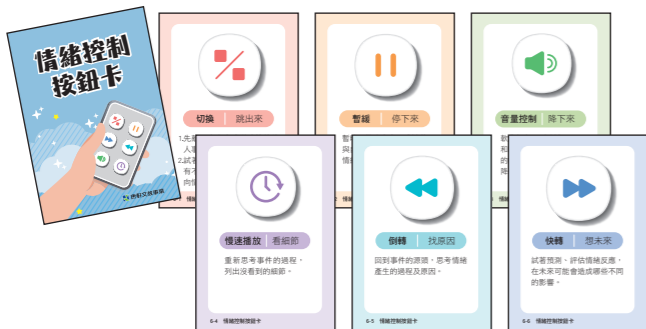 情緒控制
按鈕卡
切換 跳出來
暫緩 停下來
音量控制 降下來
慢速播放 看細節
重新思考事件的過程，
列出沒看到的細節。
6-4 情緒控制按鈕卡
倒轉 找原因
回到事件的源頭，思考情緒
產生的過程及原因。
6-5 情緒控制按鈕卡
快轉 想未來
試著預測、評估情緒反應，
在未來可能會造成哪些不同
的影響。
6-6 情緒控制按鈕卡